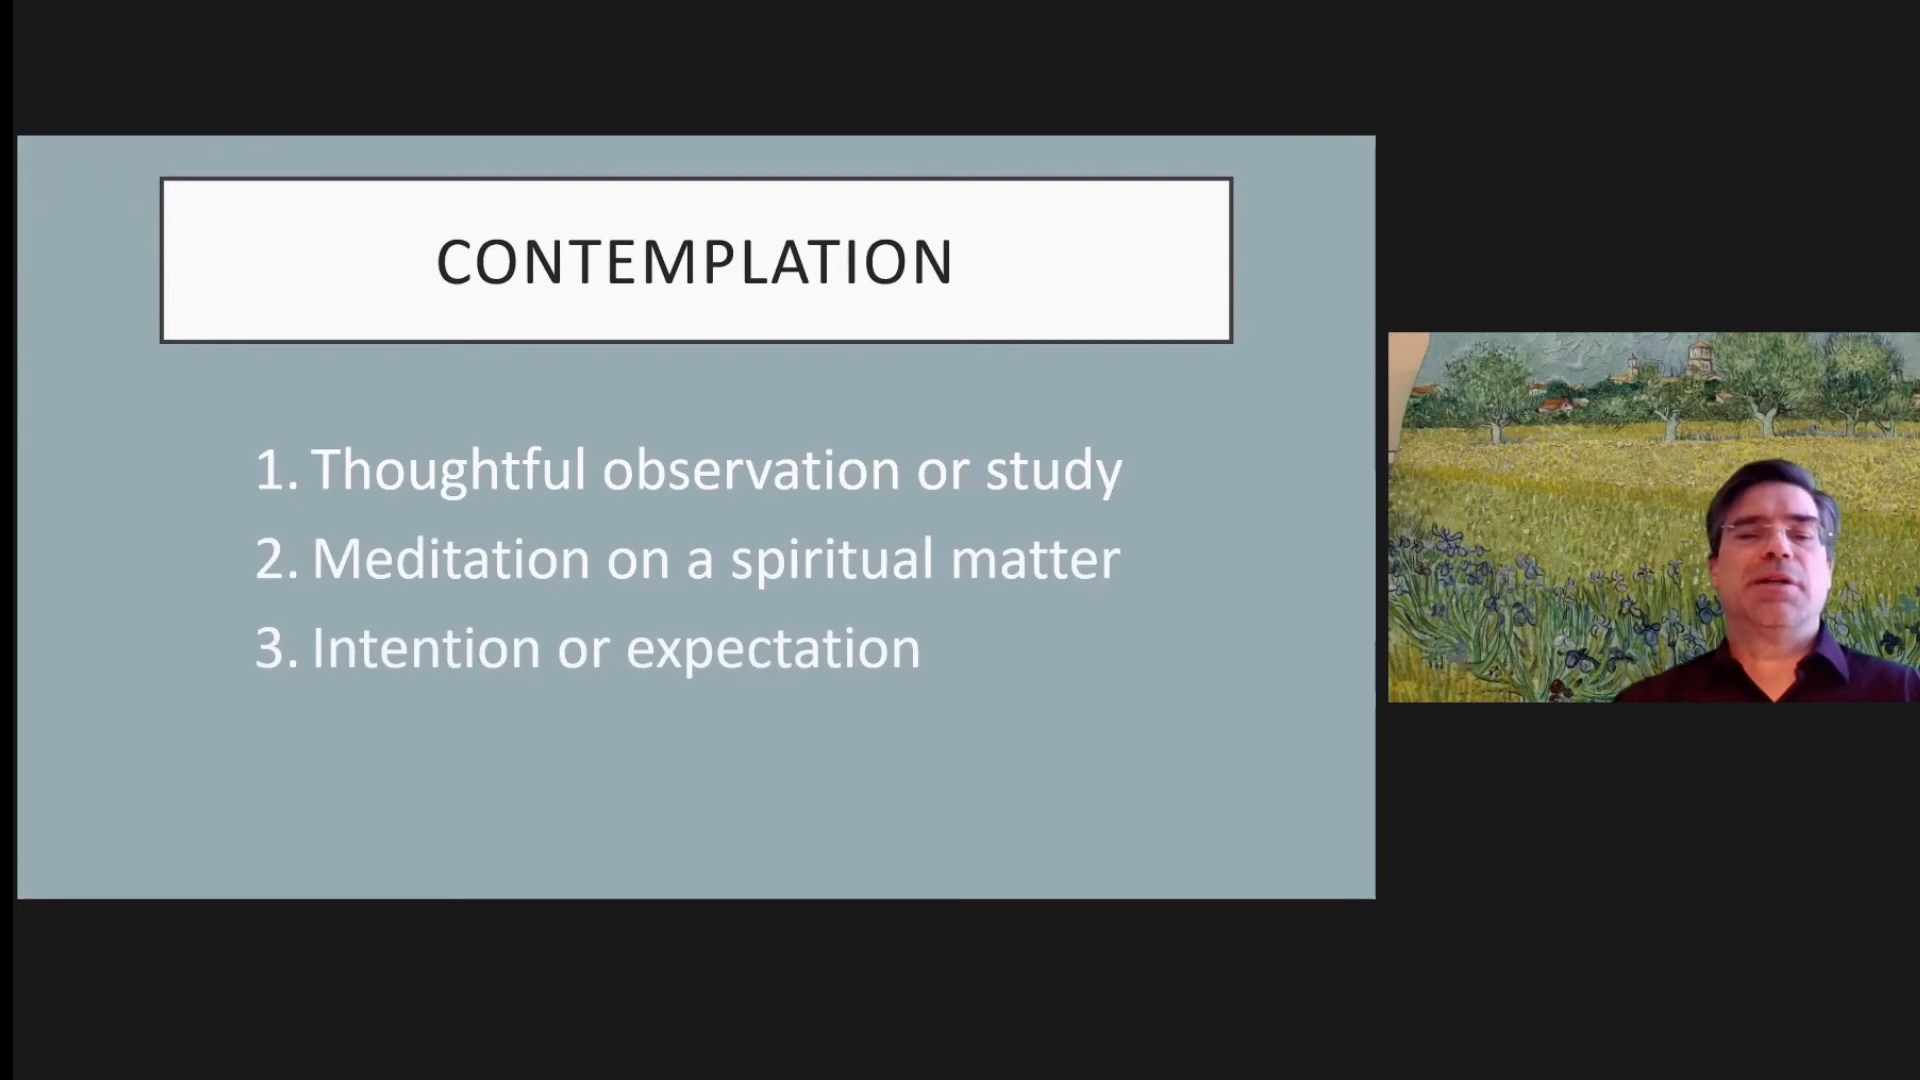 CONTEMPLATION
1. Thoughtful observation or study
2. Meditation on a spiritual matter
3. Intention or expectation